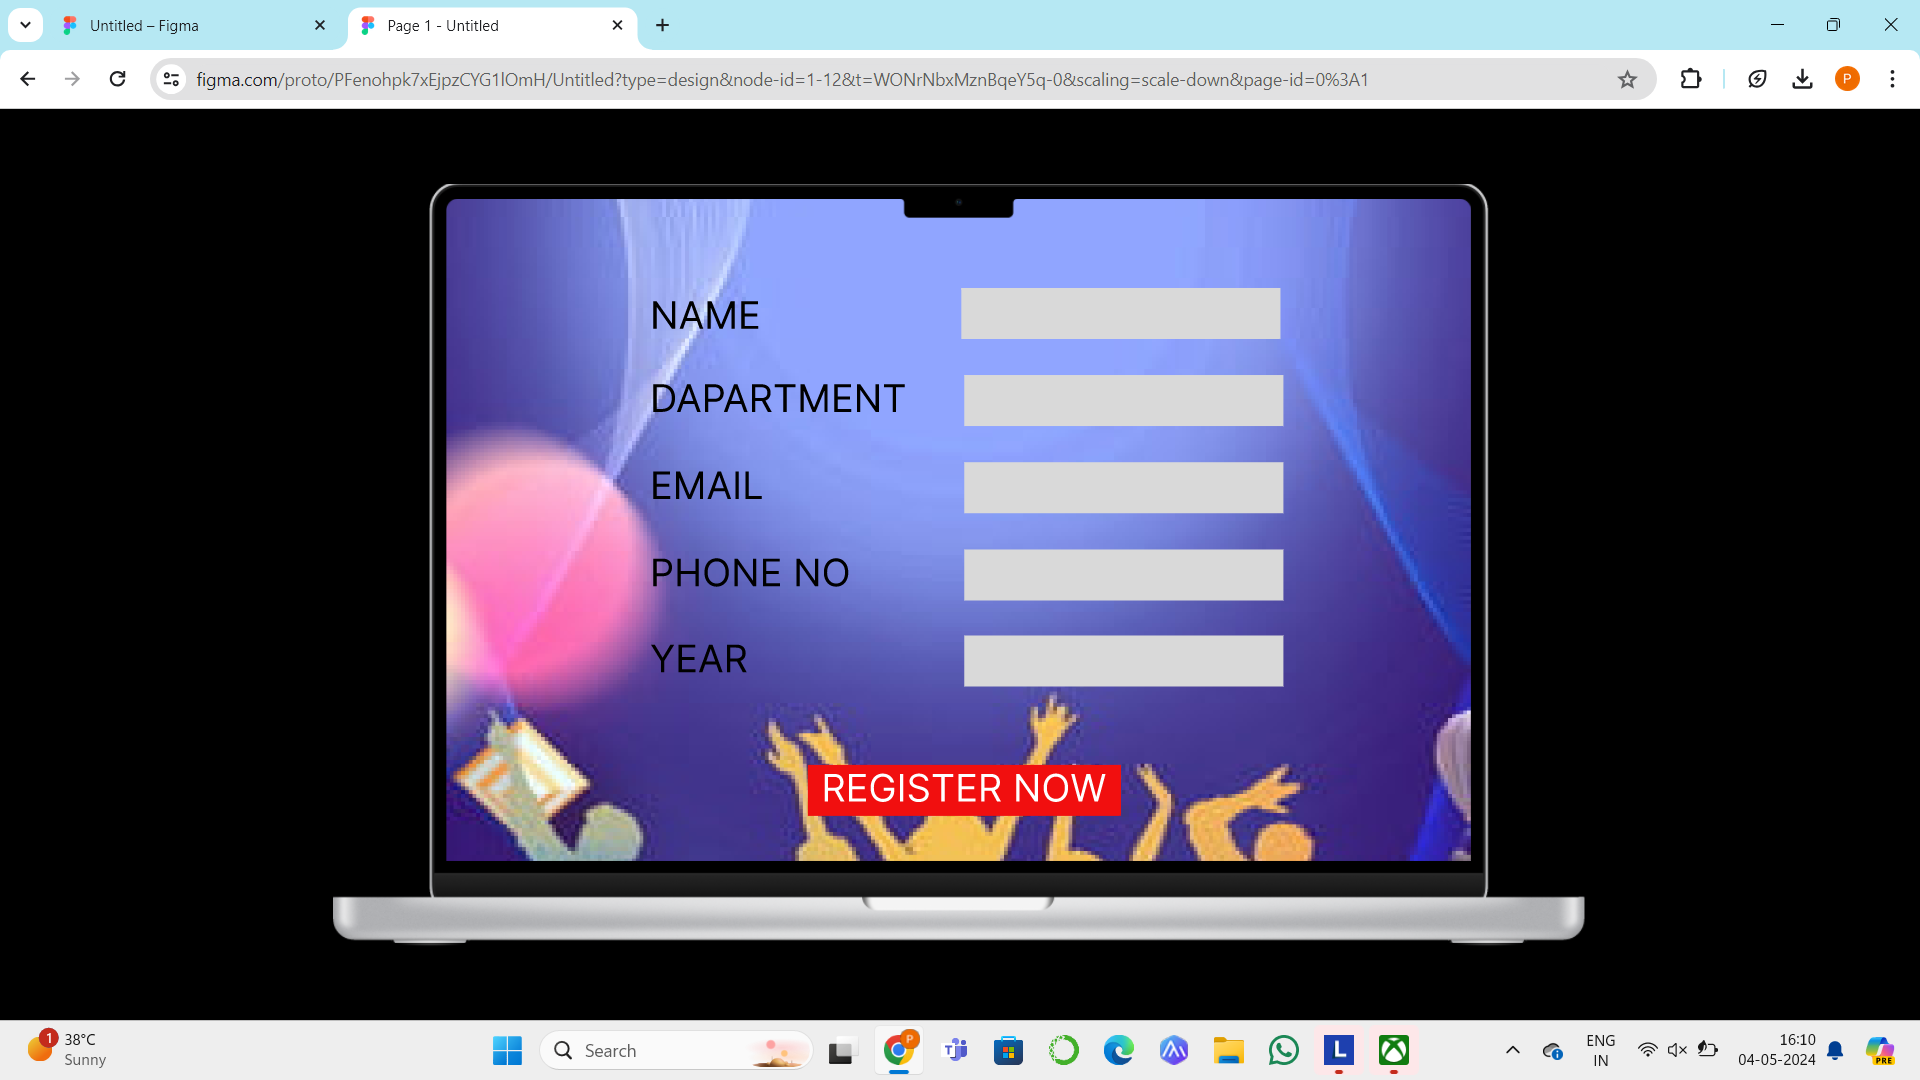 Untitled – Figma
Page 1 - Untitled
figma.com/proto/PFenohpk7xEjpzCYG1lOmH/Untitled?type=design&node-id=1-12&t=WONrNbxMznBqeY5q-0&scaling=scale-down&page-id=0%3A1
P
NAME
DAPARTMENT
EMAIL
PHONE NO
YEAR
REGISTER NOW
1
38°C
Sunny
Search
P
L
ENG
IN
16:10
04-05-2024
PRE